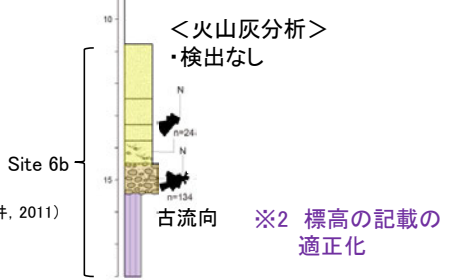 10
＜火山灰分析＞
・検出なし
N
n=24
N
Site 6b
15
n=134
井, 2011）
古流向
※2 標高の記載の
適正化